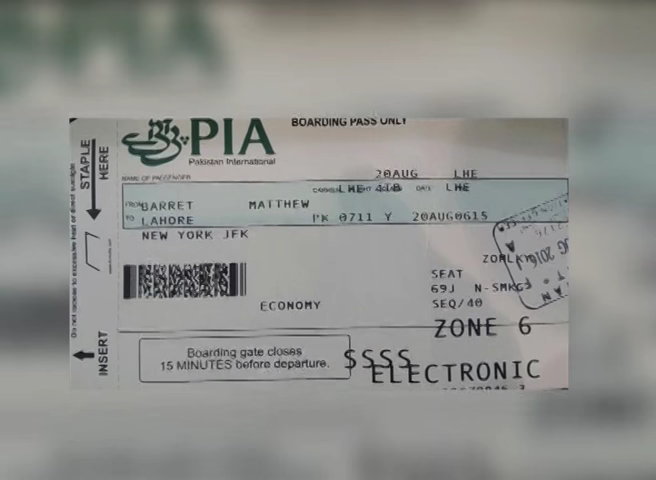 BOARDING PASS ONLY
PIA
Pakistan International
STAPLE HERE
20AUG LHE
NAME OF PASSENGER
LHE 41B DATE LHE
FROM BARRET MATTHEW
TO LAHORE PK 0711 Y 20AUG0615
NEW YORK JFK
SEAT
69J N-SMKG
SEQ/40
ECONOMY
ZONE 6
Boarding gate closes
15 MINUTES before departure.
SSSS
ELECTRONIC
INSERT